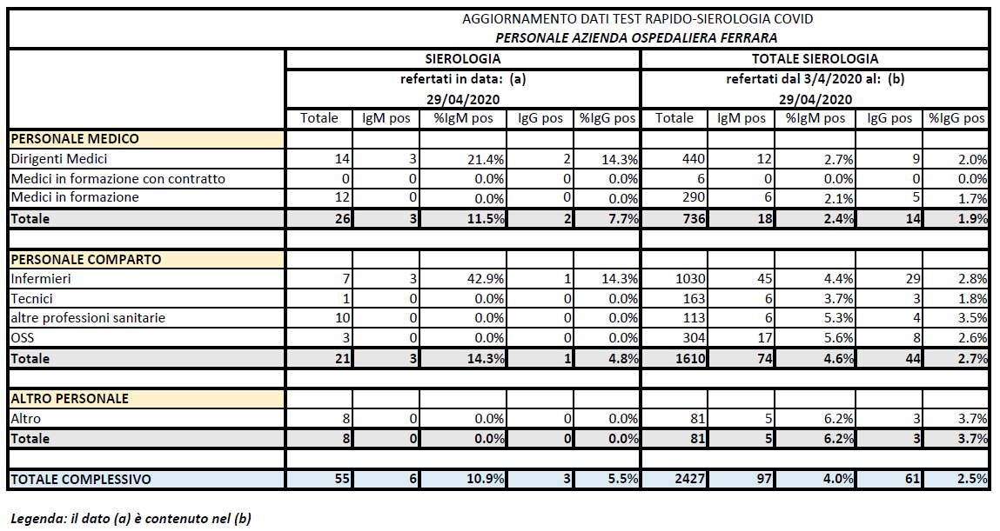 AGGIORNAMENTO DATI TEST RAPIDO-SIEROLOGIA COVID
PERSONALE AZIENDA OSPEDALIERA FERRARA
SIEROLOGIA TOTALE SIEROLOGIA
refertati in data: (a) refertati dal 3/4/2020 al: (b)
29/04/2020 29/04/2020
Totale IgM pos %IgM pos IgG pos %IgG pos Totale IgM pos %IgM pos IgG pos %IgG pos
PERSONALE MEDICO
Dirigenti Medici 14 3 21.4% 2 14.3% 440 12 2.7% 9 2.0%
Medici in formazione con contratto 0 0 0.0% 0 0.0% 6 0 0.0% 0 0.0%
Medici in formazione 12 0 0.0% 0 0.0% 290 6 2.1% 5 1.7%
Totale 26 3 11.5% 2 7.7% 736 18 2.4% 14 1.9%
PERSONALE COMPARTO
Infermieri 7 3 42.9% 1 14.3% 1030 45 4.4% 29 2.8%
Tecnici 1 0 0.0% 0 0.0% 163 6 3.7% 3 1.8%
altre professioni sanitarie 10 0 0.0% 0 0.0% 113 6 5.3% 4 3.5%
OSS 3 0 0.0% 0 0.0% 304 17 5.6% 8 2.6%
Totale 21 3 14.3% 1 4.8% 1610 74 4.6% 44 2.7%
ALTRO PERSONALE
Altro 8 0 0.0% 0 0.0% 81 5 6.2% 3 3.7%
Totale 8 0 0.0% 0 0.0% 81 5 6.2% 3 3.7%
TOTALE COMPLESSIVO 55 6 10.9% 3 5.5% 2427 97 4.0% 61 2.5%
Legenda: il dato (a) è contenuto nel (b)